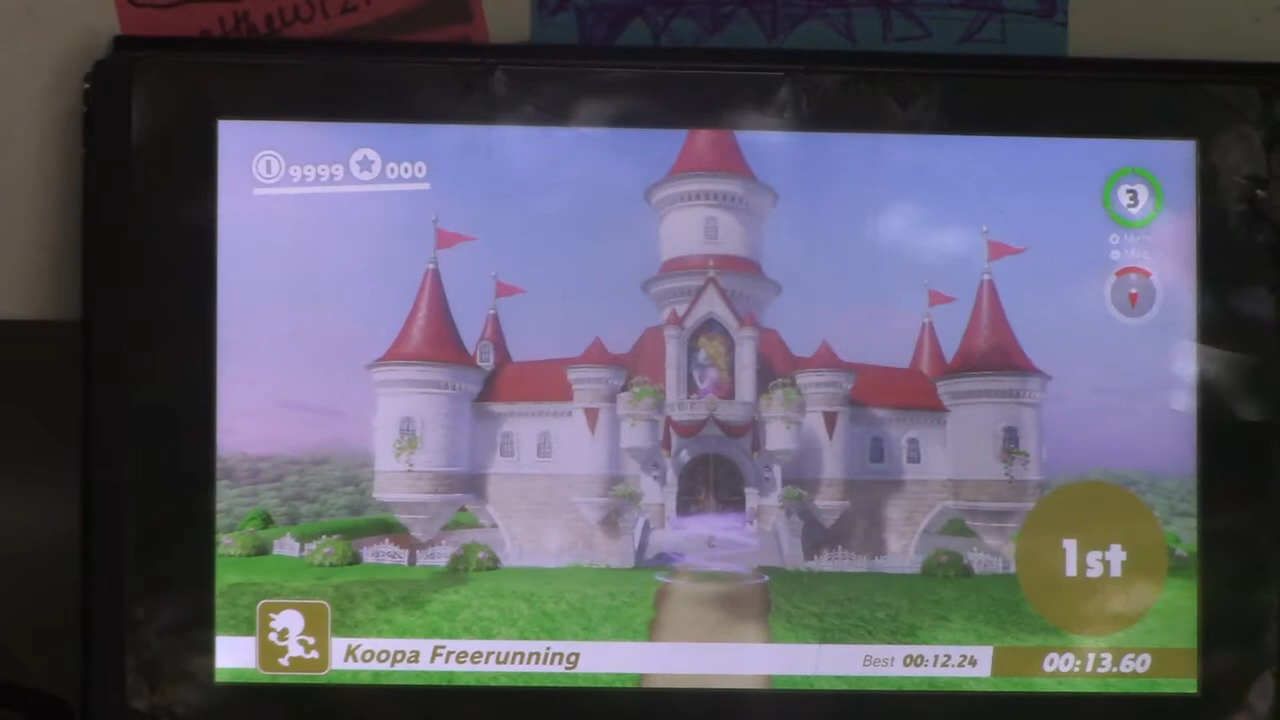 9999 000
3
1st
Koopa Freerunning
Best 00:12.24
00:13.60